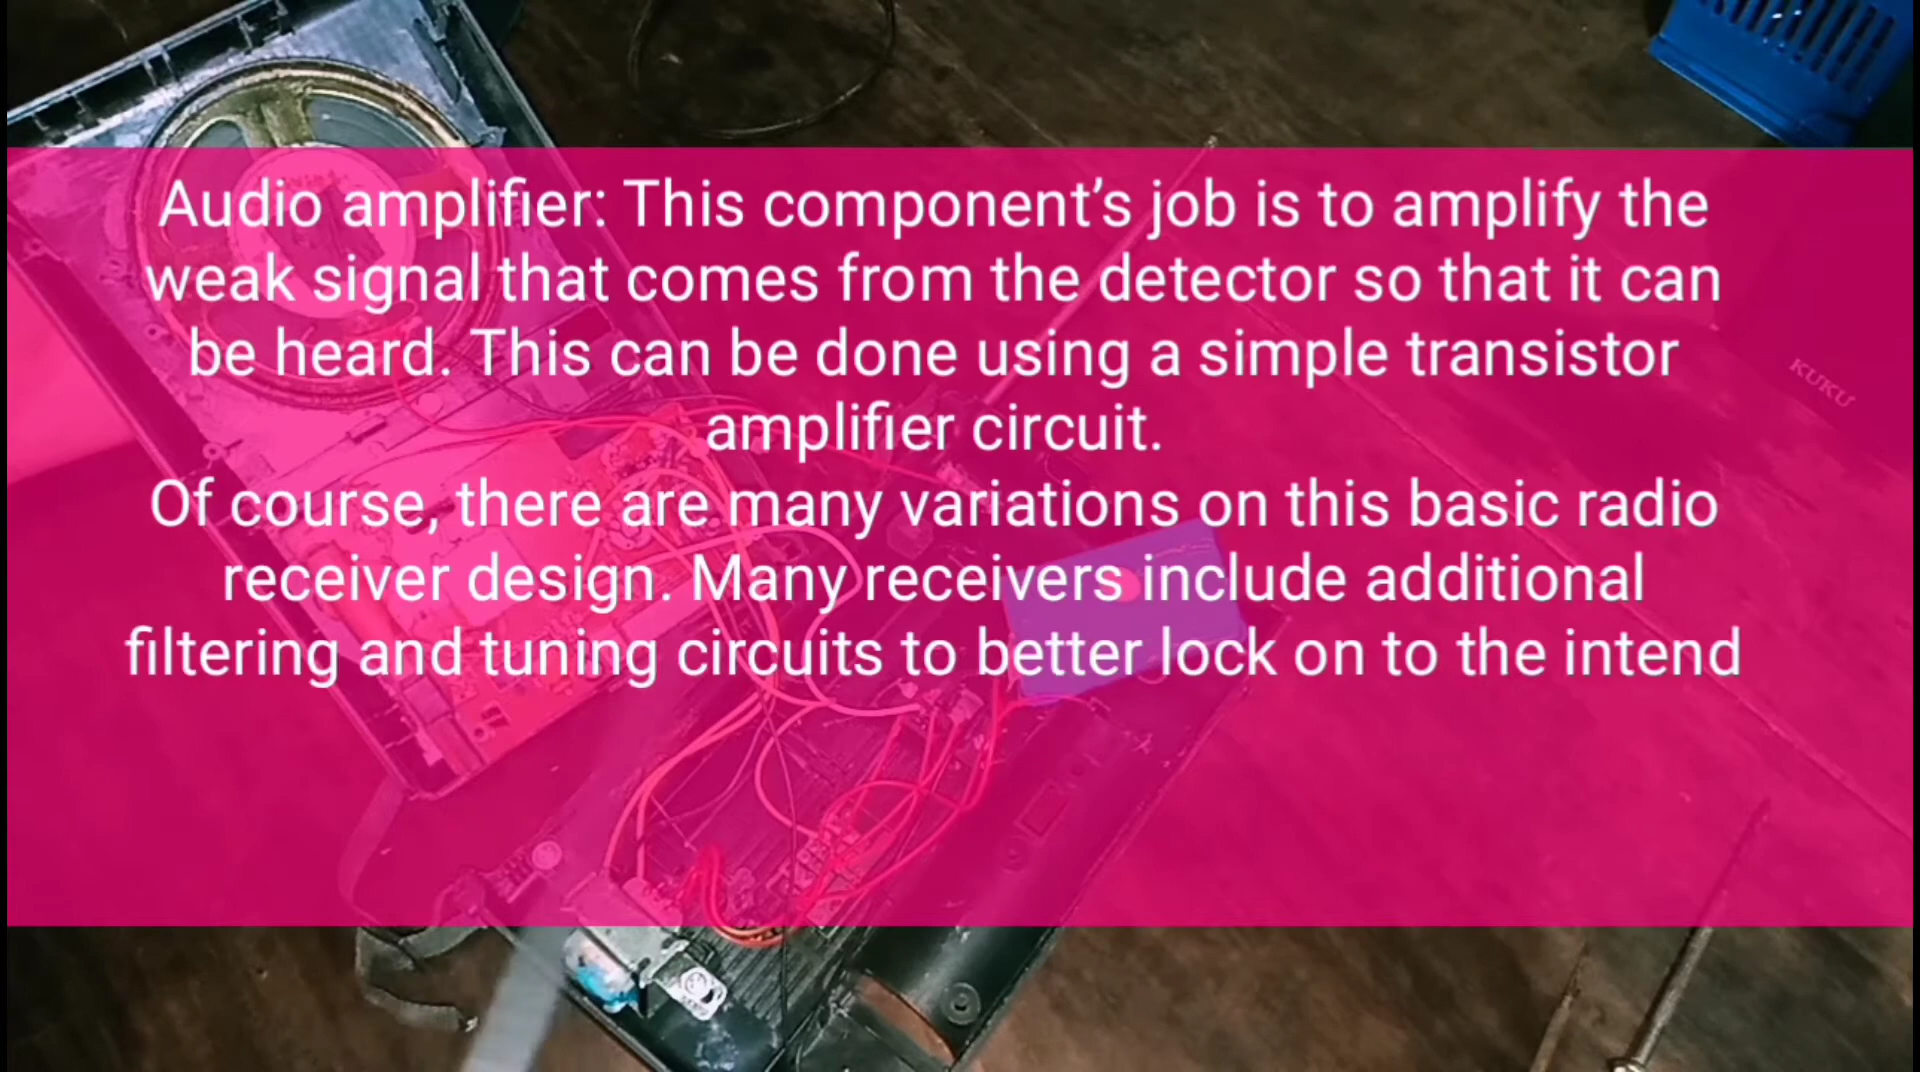 Audio amplifier: This component’s job is to amplify the
weak signal that comes from the detector so that it can
be heard. This can be done using a simple transistor
amplifier circuit.
Of course, there are many variations on this basic radio
receiver design. Many receivers include additional
filtering and tuning circuits to better lock on to the intend
KUKU